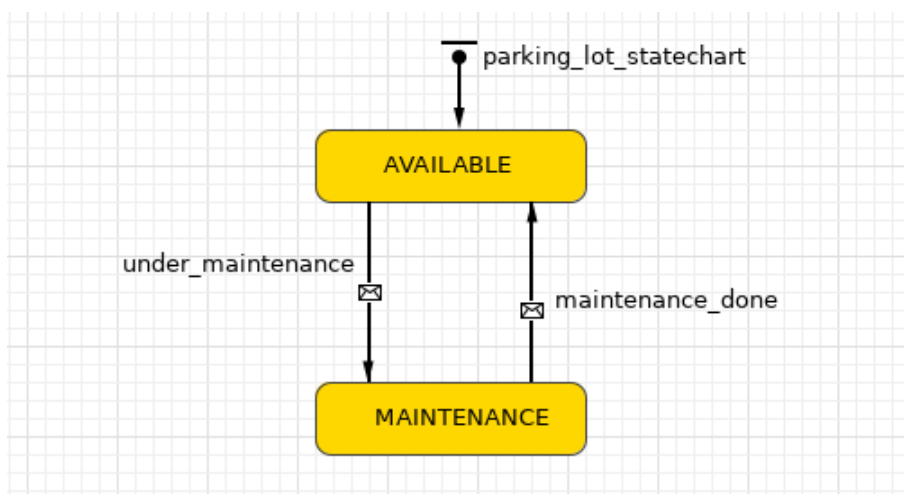 parking_lot_statechart
AVAILABLE
under_maintenance
maintenance_done
MAINTENANCE